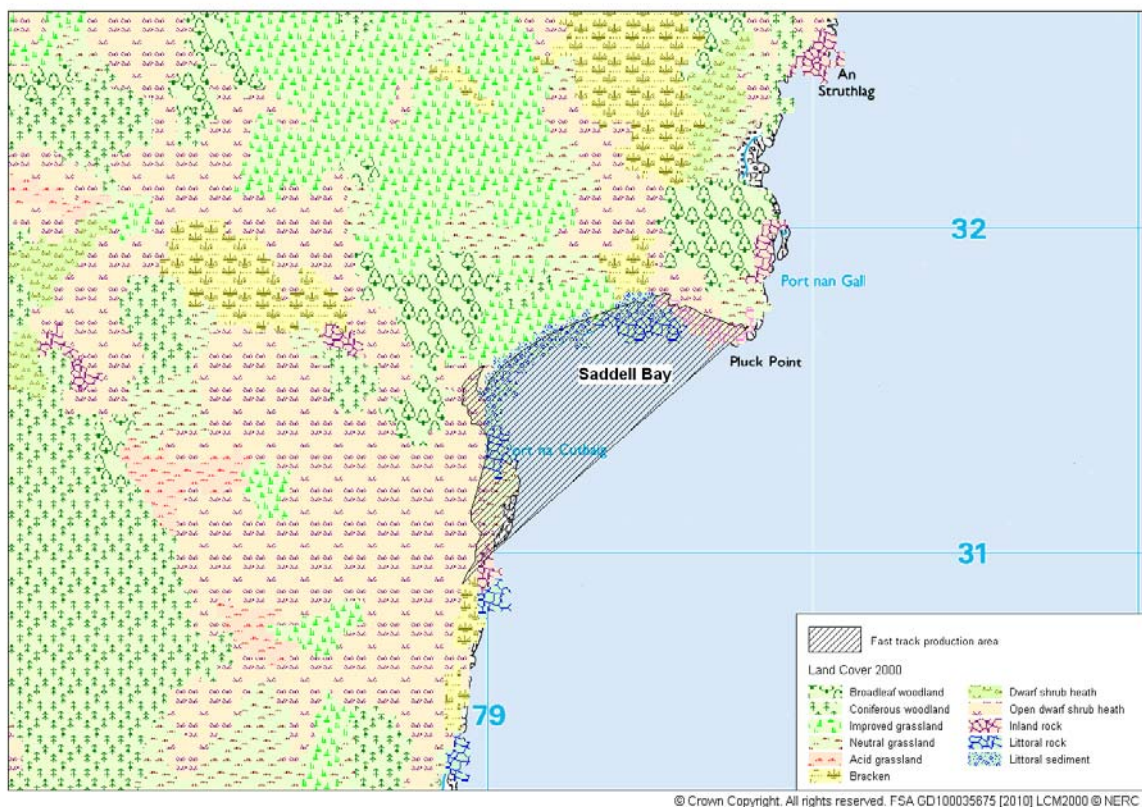 An
Struthlag
32
Port nan Gall
Pluck Point
Saddell Bay
31
79
Fast track production area
Land Cover 2000
Broadleaf woodland
Coniferous woodland
Improved grassland
Neutral grassland
Acid grassland
Bracken
Dwarf shrub heath
Open dwarf shrub heath
Inland rock
Littoral rock
Littoral sediment
© Crown Copyright. All rights reserved. FSA GD100035675 [2010] LCM2000 © NERC